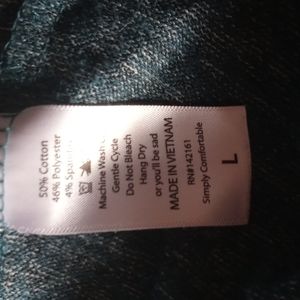 50% Cotton
46% Polyester
4% Spandex
Machine Wash
Gentle Cycle
Do Not Bleach
Hang Dry
or you'll be sad
MADE IN VIETNAM
RN#142161
Simply Comfortable
L